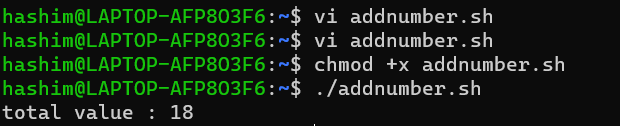 hashim@LAPTOP-AFP8O3F6:~$ vi addnumber.sh
hashim@LAPTOP-AFP8O3F6:~$ vi addnumber.sh
hashim@LAPTOP-AFP8O3F6:~$ chmod +x addnumber.sh
hashim@LAPTOP-AFP8O3F6:~$ ./addnumber.sh
total value : 18